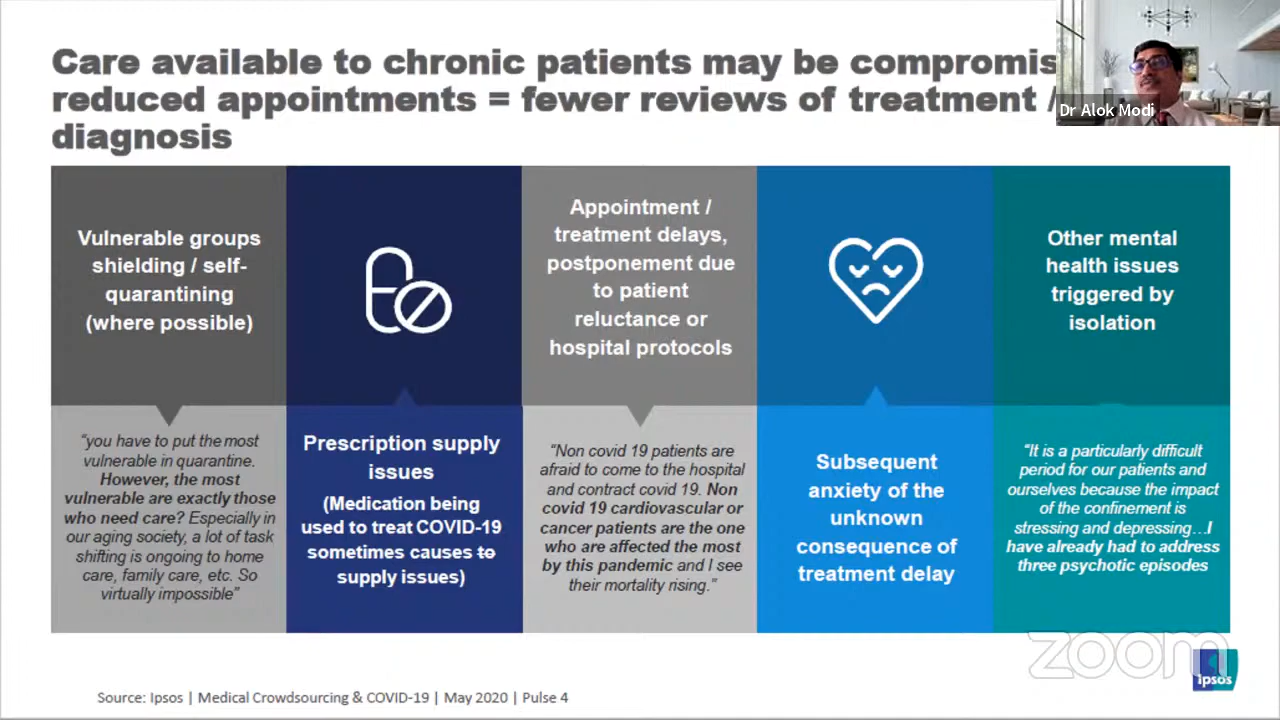 Care available to chronic patients may be compromis
reduced appointments = fewer reviews of treatment /
diagnosis
Dr Alok Modi
Vulnerable groups
shielding / self-
quarantining
(where possible)
"you have to put the most
vulnerable in quarantine.
However, the most
vulnerable are exactly those
who need care? Especially in
our aging society, a lot of task
shifting is ongoing to home
care, family care, etc. So
virtually impossible"
Prescription supply
issues
(Medication being
used to treat COVID-19
sometimes causes to
supply issues)
Appointment /
treatment delays,
postponement due
to patient
reluctance or
hospital protocols
"Non covid 19 patients are
afraid to come to the hospital
and contract covid 19. Non
covid 19 cardiovascular or
cancer patients are the one
who are affected the most
by this pandemic and I see
their mortality rising."
Subsequent
anxiety of the
unknown
consequence of
treatment delay
Other mental
health issues
triggered by
isolation
"It is a particularly difficult
period for our patients and
ourselves because the impact
of the confinement is
stressing and depressing…I
have already had to address
three psychotic episodes
zoom
Ipsos
Source: Ipsos | Medical Crowdsourcing & COVID-19 | May 2020 | Pulse 4